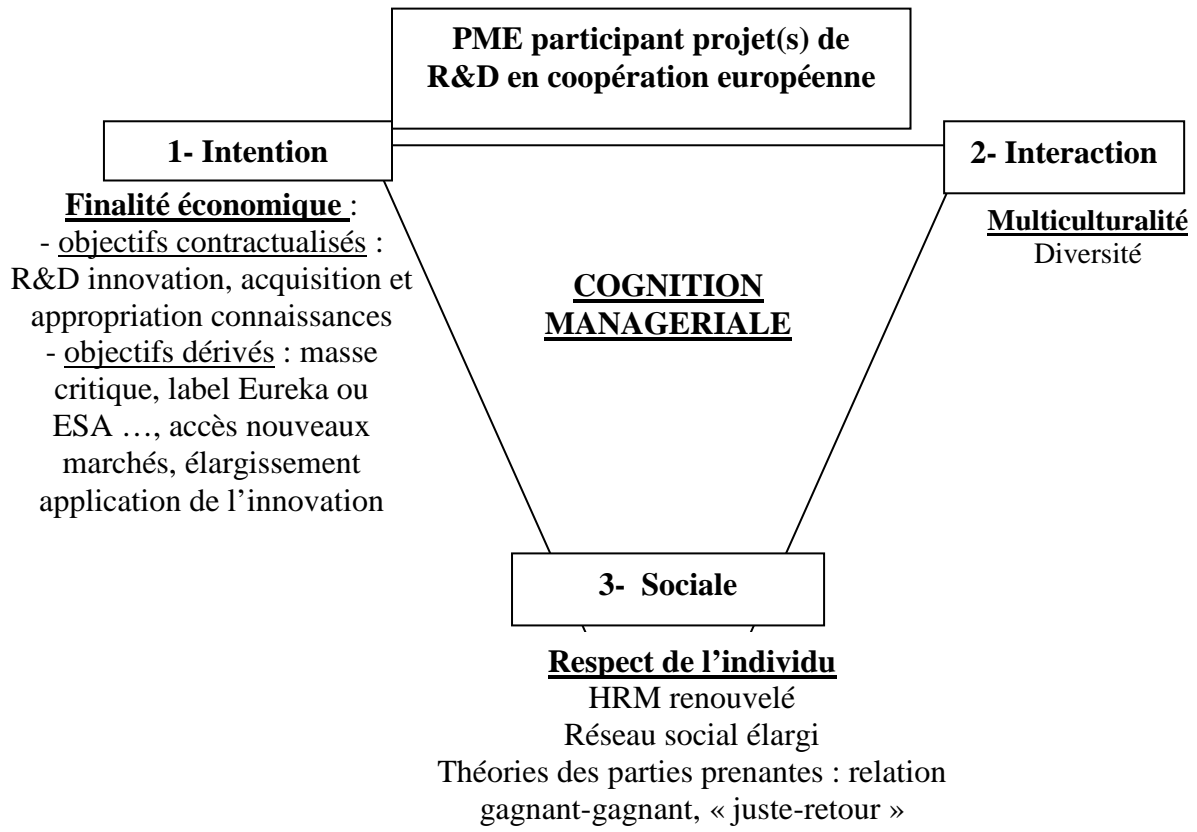 PME participant projet(s) de
R&D en coopération européenne
1- Intention
2- Interaction
Finalité économique :
- objectifs contractualisés :
R&D innovation, acquisition et
appropriation connaissances
- objectifs dérivés : masse
critique, label Eureka ou
ESA …, accès nouveaux
marchés, élargissement
application de l’innovation
Multiculturalité
Diversité
COGNITION
MANAGERIALE
3- Sociale
Respect de l’individu
HRM renouvelé
Réseau social élargi
Théories des parties prenantes : relation
gagnant-gagnant, « juste-retour »